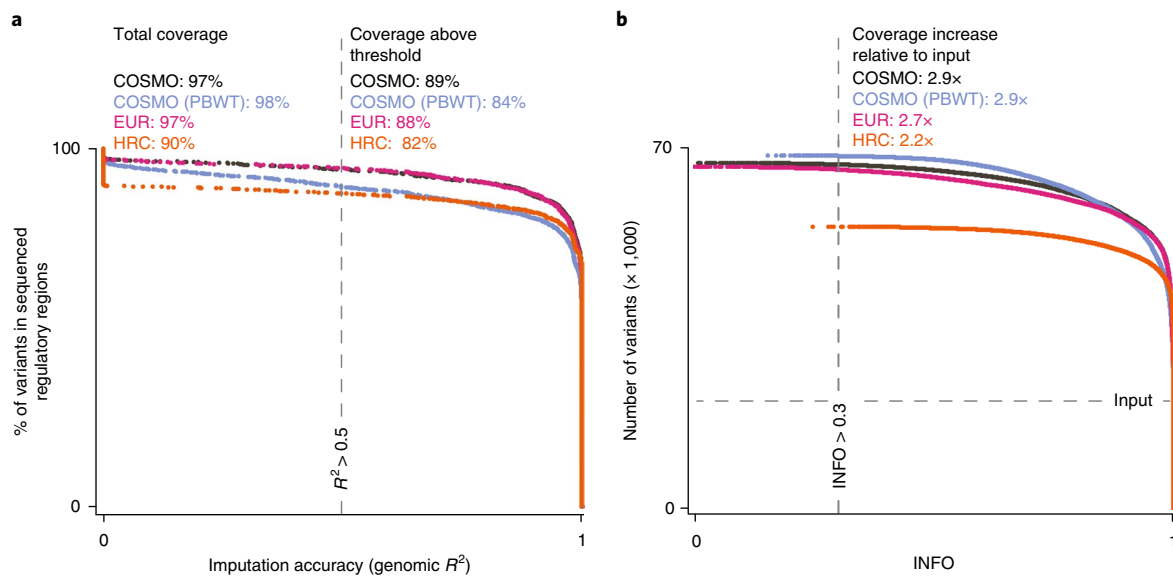 a
Total coverage
COSMO: 97%
COSMO (PBWT): 98%
EUR: 97%
HRC: 90%
Coverage above
threshold
COSMO: 89%
COSMO (PBWT): 84%
EUR: 88%
HRC: 82%
100
0
% of variants in sequenced
regulatory regions
R² > 0.5
0
1
Imputation accuracy (genomic R²)
b
Coverage increase
relative to input
COSMO: 2.9×
COSMO (PBWT): 2.9×
EUR: 2.7×
HRC: 2.2×
70
0
Number of variants (× 1,000)
Input
INFO > 0.3
0
1
INFO